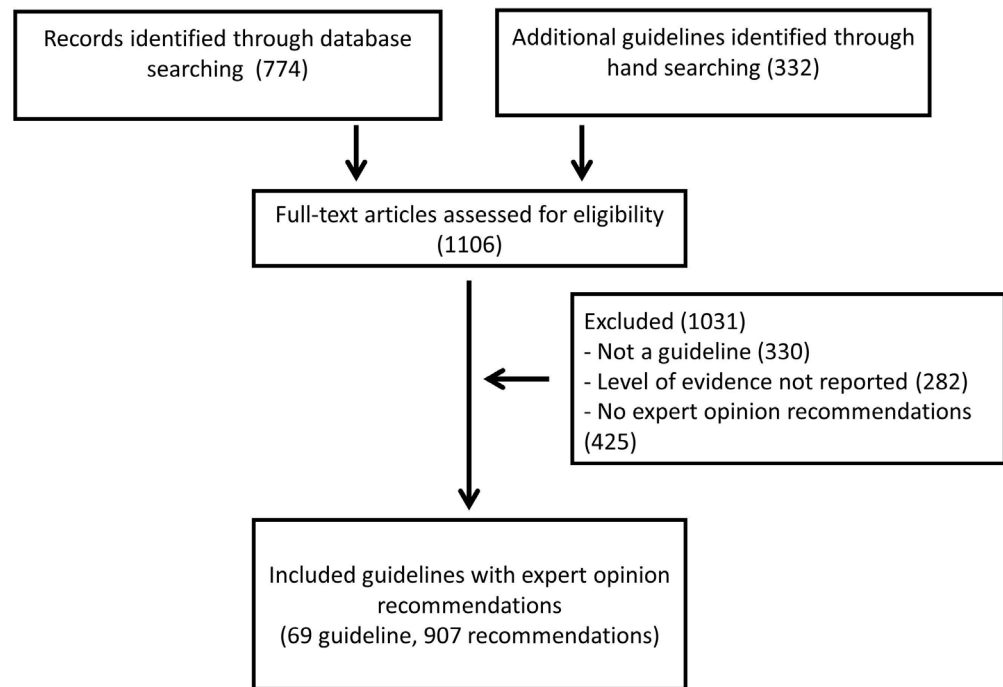 Records identified through database
searching  (774)
Additional guidelines identified through
hand searching (332)
Full-text articles assessed for eligibility
(1106)
Excluded (1031)
- Not a guideline (330)
- Level of evidence not reported (282)
- No expert opinion recommendations
(425)
Included guidelines with expert opinion
recommendations
(69 guideline, 907 recommendations)